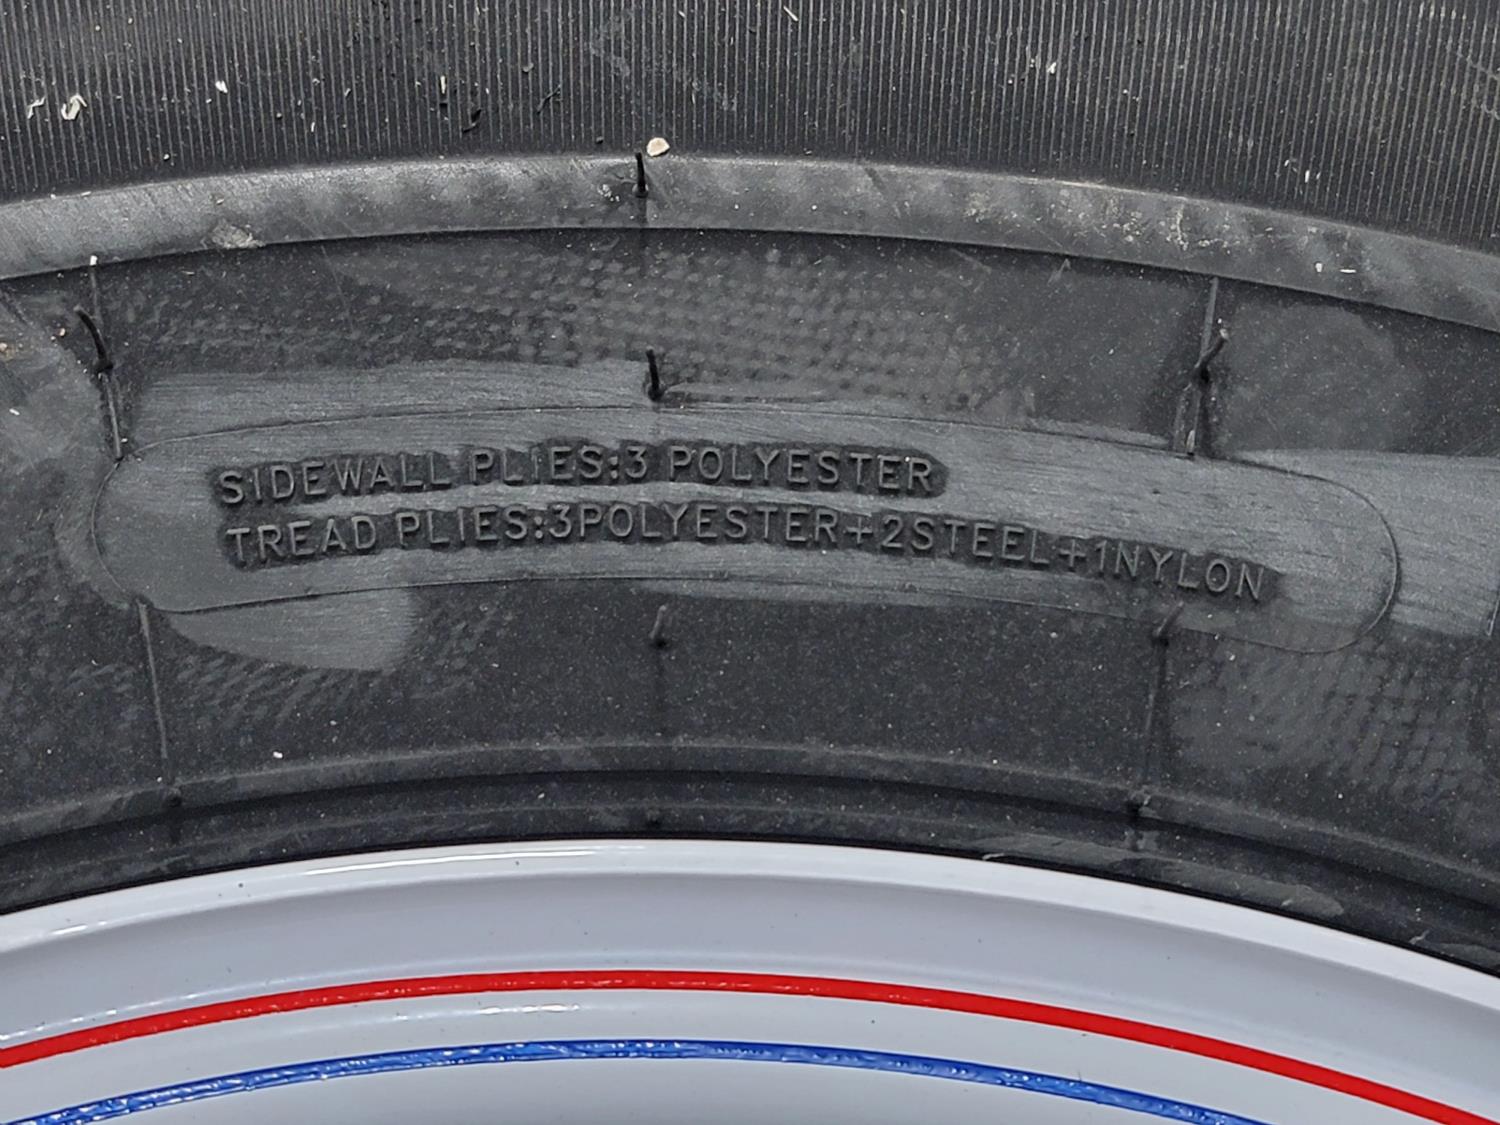 SIDEWALL PLIES:3 POLYESTER
TREAD PLIES:3POLYESTER+2STEEL+1NYLON